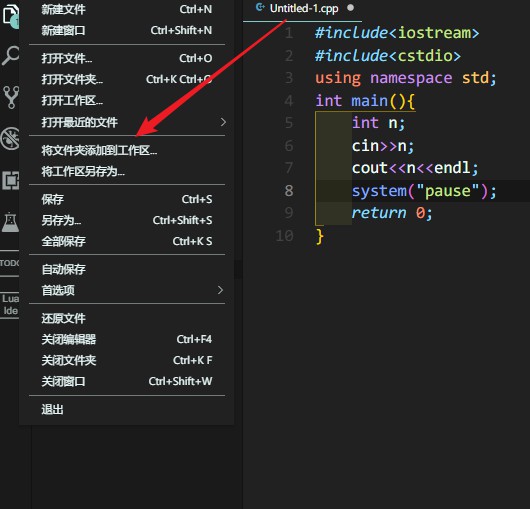 新建文件 Ctrl+N
新建窗口 Ctrl+Shift+N
打开文件... Ctrl+O
打开文件夹... Ctrl+K Ctrl+O
打开工作区...
打开最近的文件
将文件夹添加到工作区...
将工作区另存为...
保存 Ctrl+S
另存为... Ctrl+Shift+S
全部保存 Ctrl+K S
自动保存
首选项
还原文件
关闭编辑器 Ctrl+F4
关闭文件夹 Ctrl+K F
关闭窗口 Ctrl+Shift+W
退出
TODO
Lua
Ide
Untitled-1.cpp
1 #include<iostream>
2 #include<cstdio>
3 using namespace std;
4 int main(){
5 int n;
6 cin>>n;
7 cout<<n<<endl;
8 system("pause");
9 return 0;
10 }